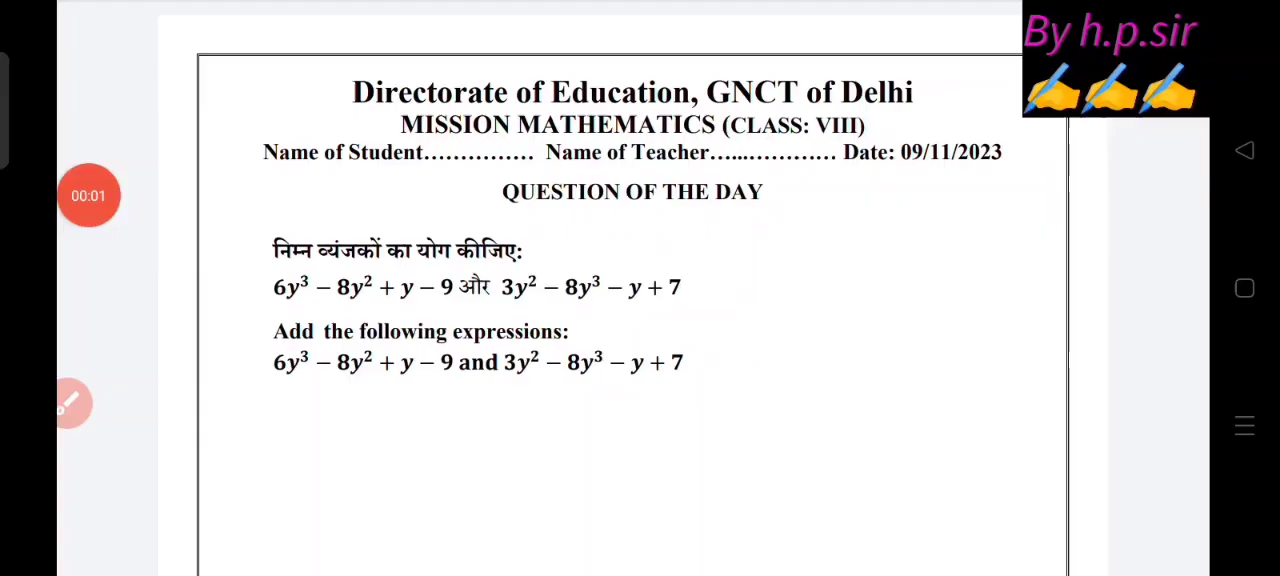 By h.p.sir
✍✍✍
Directorate of Education, GNCT of Delhi
MISSION MATHEMATICS (CLASS: VIII)
Name of Student…………… Name of Teacher…...………… Date: 09/11/2023
00:01
QUESTION OF THE DAY
निम्न व्यंजकों का योग कीजिए:
6y³ − 8y² + y − 9 और 3y² − 8y³ − y + 7
Add the following expressions:
6y³ − 8y² + y − 9 and 3y² − 8y³ − y + 7